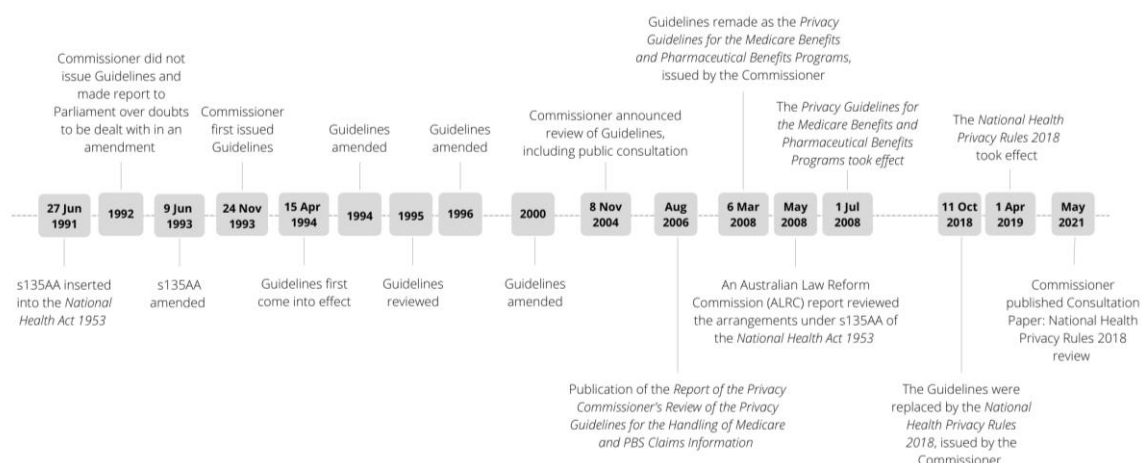 Commissioner did not
issue Guidelines and
made report to
Parliament over doubts
to be dealt with in an
amendment
Commissioner
first issued
Guidelines
Guidelines
amended
Guidelines
amended
Commissioner announced
review of Guidelines,
including public consultation
Guidelines remade as the Privacy
Guidelines for the Medicare Benefits
and Pharmaceutical Benefits Programs,
issued by the Commissioner
The Privacy Guidelines for
the Medicare Benefits and
Pharmaceutical Benefits
Programs took effect
The National Health
Privacy Rules 2018
took effect
27 Jun
1991
1992
9 Jun
1993
24 Nov
1993
15 Apr
1994
1994
1995
1996
2000
8 Nov
2004
Aug
2006
6 Mar
2008
May
2008
1 Jul
2008
11 Oct
2018
1 Apr
2019
May
2021
s135AA inserted
into the National
Health Act 1953
s135AA
amended
Guidelines first
come into effect
Guidelines
reviewed
Guidelines
amended
Publication of the Report of the Privacy
Commissioner's Review of the Privacy
Guidelines for the Handling of Medicare
and PBS Claims Information
An Australian Law Reform
Commission (ALRC) report reviewed
the arrangements under s135AA of
the National Health Act 1953
The Guidelines were
replaced by the National
Health Privacy Rules
2018, issued by the
Commissioner
Commissioner
published Consultation
Paper: National Health
Privacy Rules 2018
review